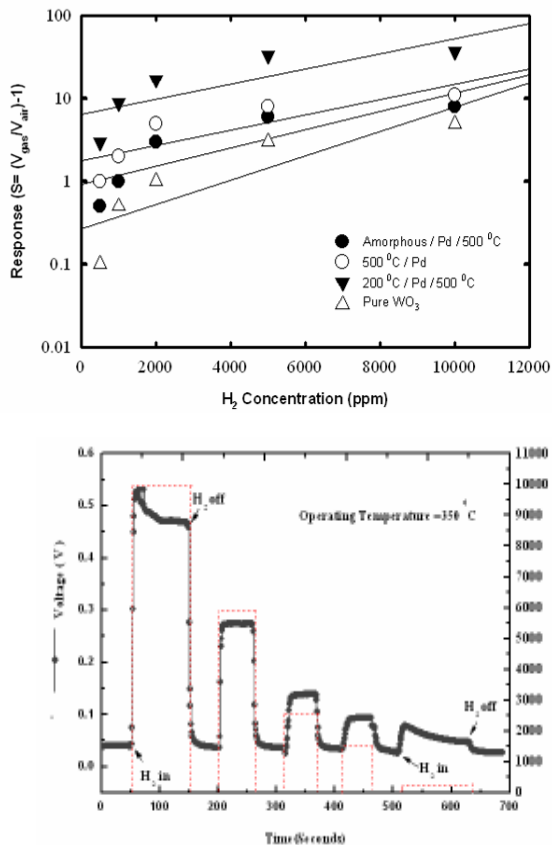 100
10
1
0.1
0.01
Response (S= (Vgas/Vair)-1)
Amorphous / Pd / 500 ⁰C
500 ⁰C / Pd
200 ⁰C / Pd / 500 ⁰C
Pure WO₃
0 2000 4000 6000 8000 10000 12000
H₂ Concentration (ppm)
0.6
0.5
0.4
0.3
0.2
0.1
0.0
Voltage ( V )
H₂ off
Operating Temperature =350 °C
H₂ in
H₂ in
H₂ off
11000
10000
9000
8000
7000
6000
5000
4000
3000
2000
1000
0
0 100 200 300 400 500 600 700
Time(Seconds)